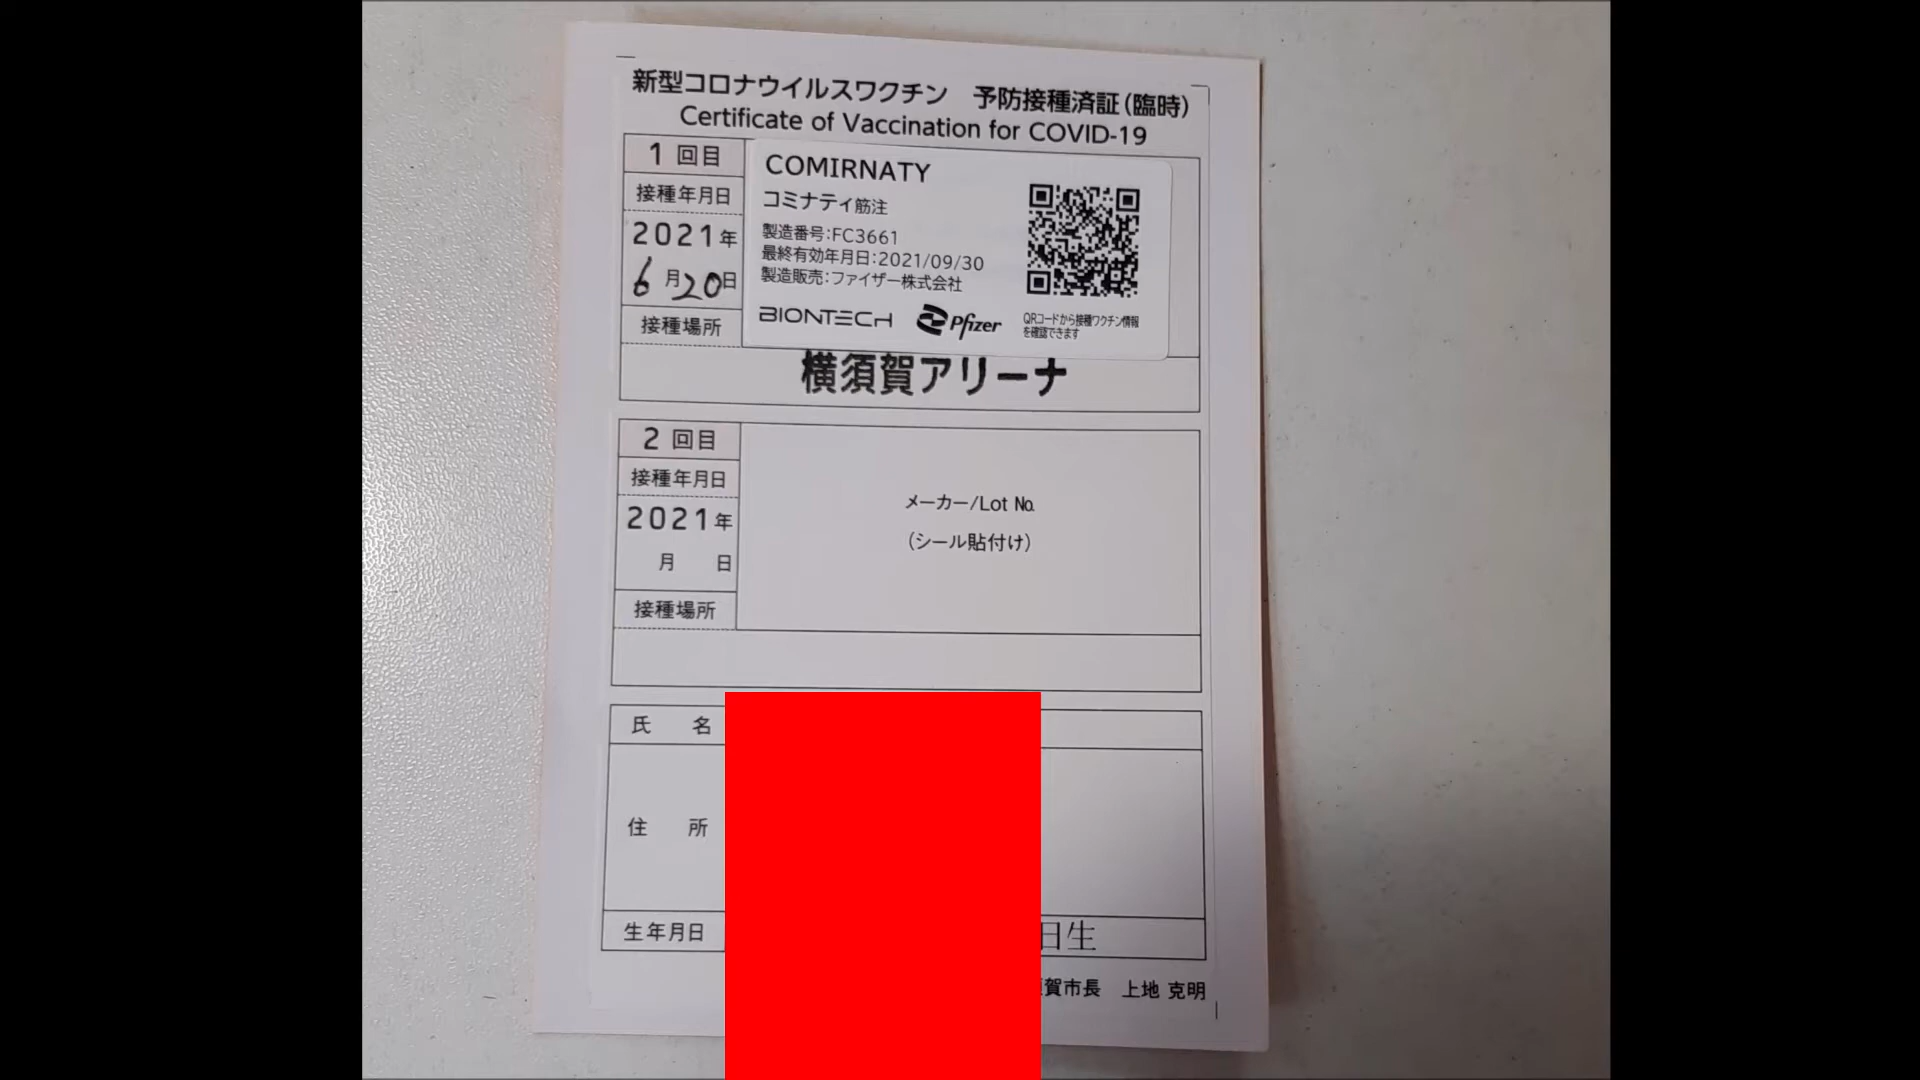 新型コロナウイルスワクチン 予防接種済証(臨時)
Certificate of Vaccination for COVID-19
1 回目
接種年月日
2021年
6月20日
接種場所
COMIRNATY
コミナティ筋注
製造番号:FC3661
最終有効年月日:2021/09/30
製造販売:ファイザー株式会社
BIONTECH Pfizer
QRコードから接種ワクチン情報
を確認できます
横須賀アリーナ
2 回目
接種年月日
2021年
月 日
接種場所
メーカー/Lot No.
(シール貼付け)
氏 名
住 所
生年月日 日生
賀市長 上地 克明